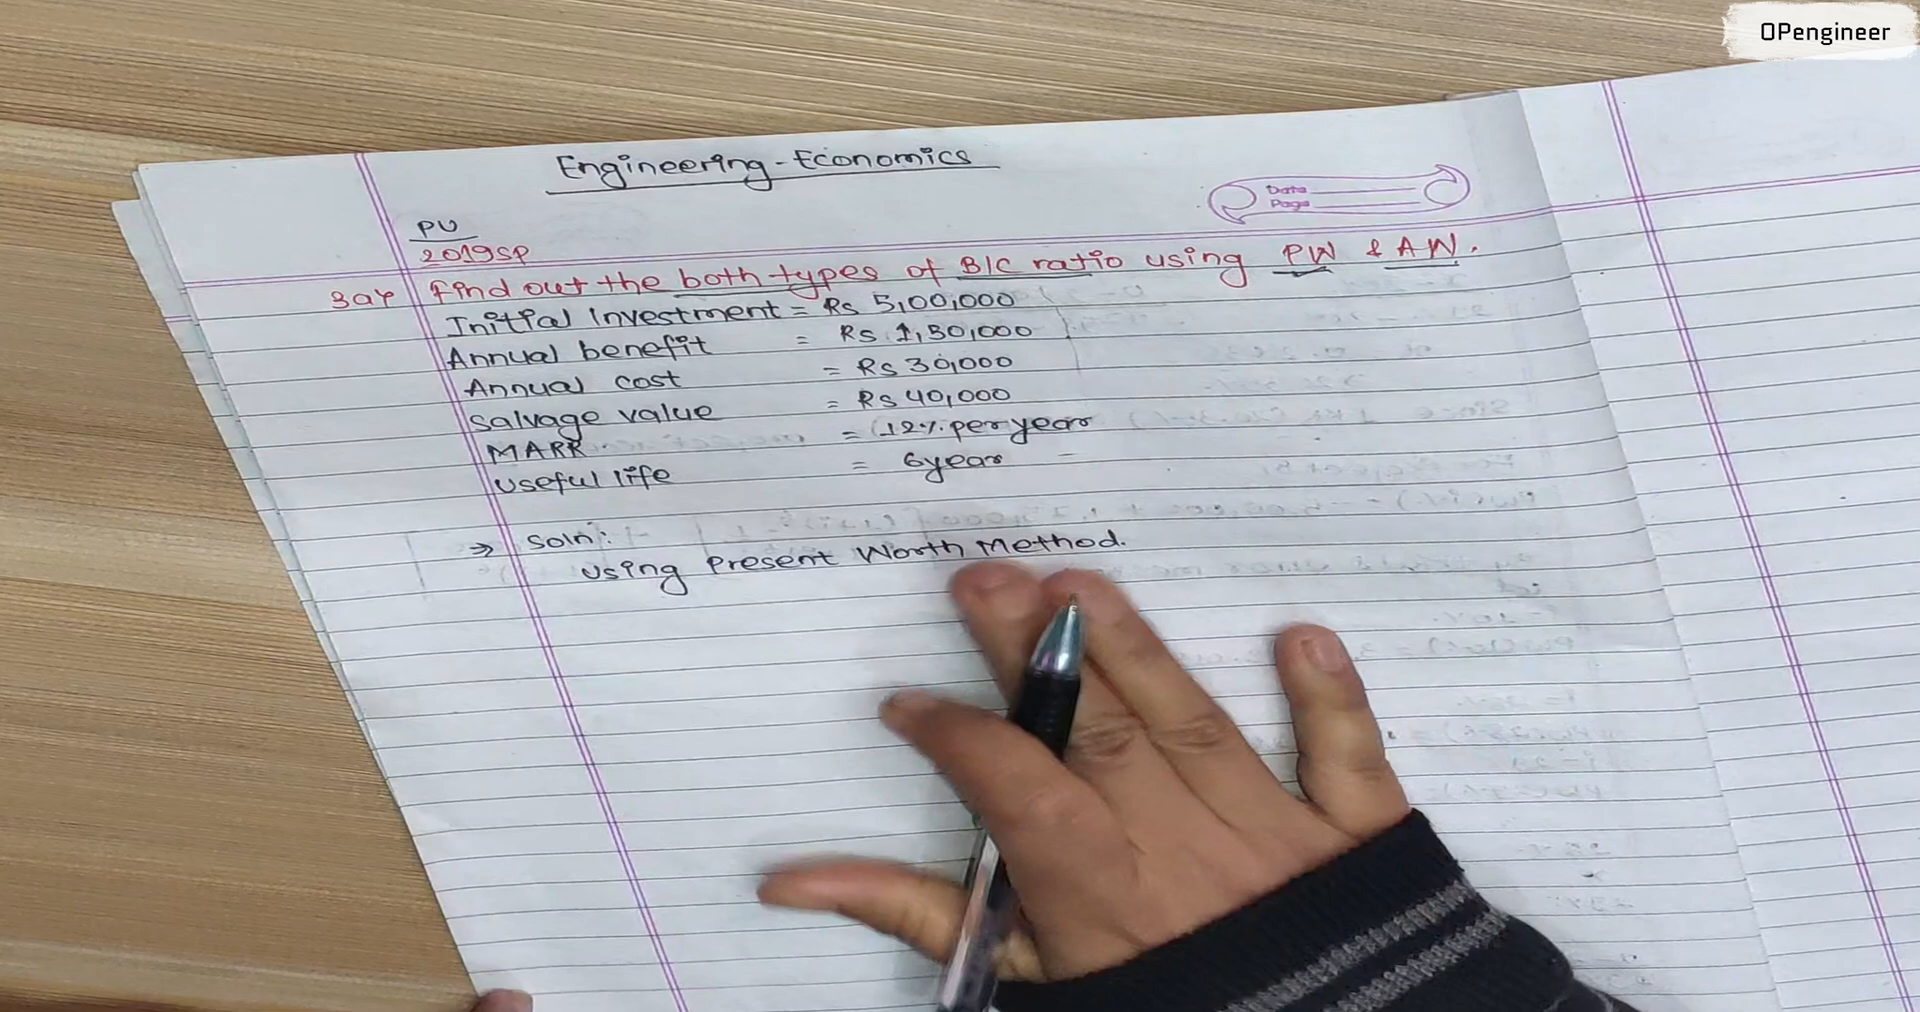 OPengineer
Engineering-Economics
Date
Page
PU
2019SP
3a) Find out the both types of B/C ratio using PW & AW.
Initial Investment = Rs 5,00,000
Annual benefit = Rs 1,50,000
Annual cost = Rs 30,000
Salvage value = Rs 40,000
MARR = 12% per year
Useful life = 6year
⇒ Soln:
Using Present Worth Method.